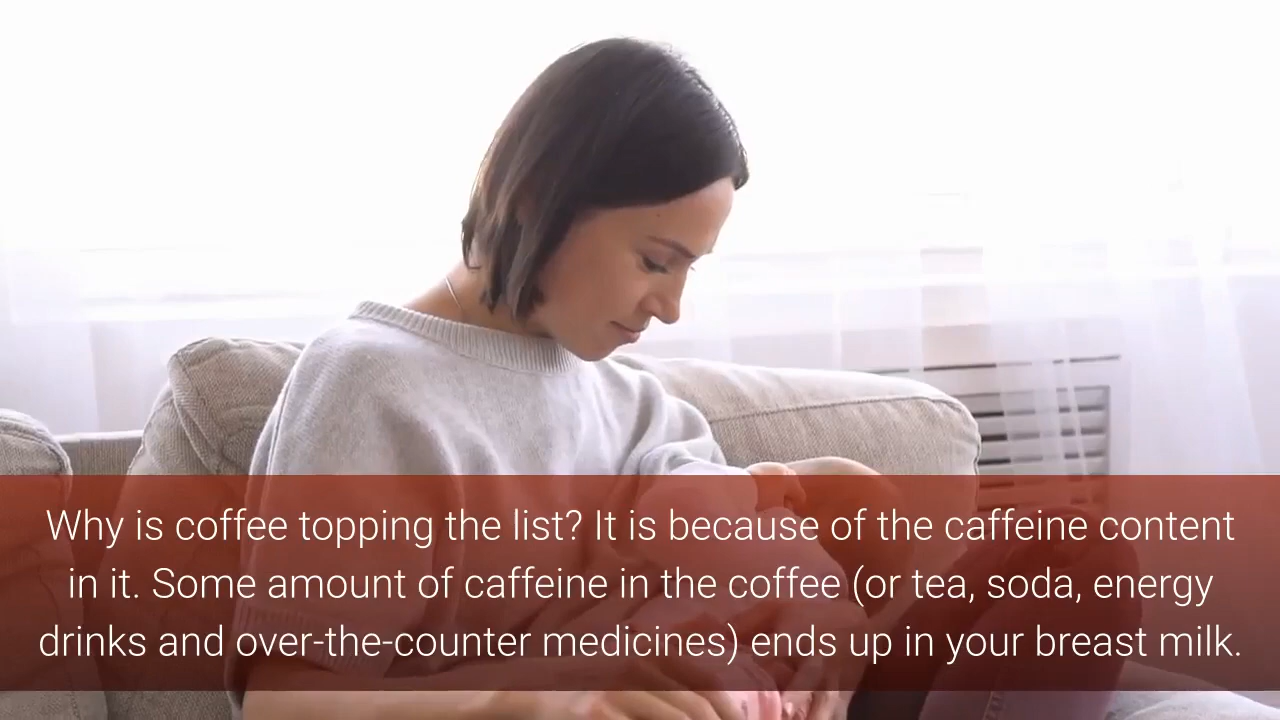 Why is coffee topping the list? It is because of the caffeine content
in it. Some amount of caffeine in the coffee (or tea, soda, energy
drinks and over-the-counter medicines) ends up in your breast milk.